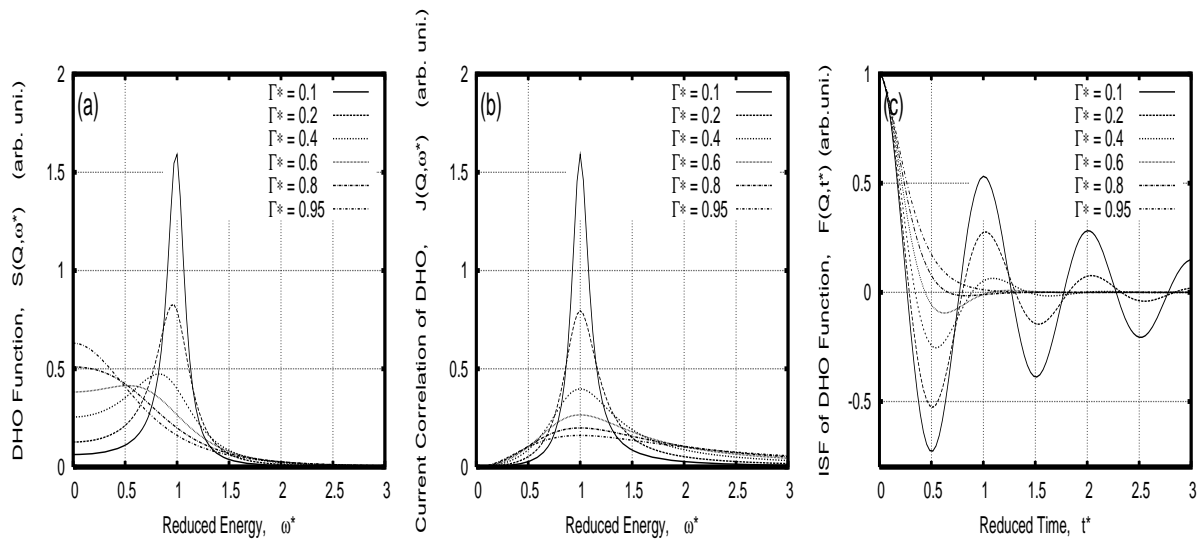 DHO Function, S(Q,ω*) (arb. uni.)
(a)
Γ* = 0.1
Γ* = 0.2
Γ* = 0.4
Γ* = 0.6
Γ* = 0.8
Γ* = 0.95
2
1.5
1
0.5
0
0 0.5 1 1.5 2 2.5 3
Reduced Energy, ω*
Current Correlation of DHO, J(Q,ω*) (arb. uni.)
(b)
Γ* = 0.1
Γ* = 0.2
Γ* = 0.4
Γ* = 0.6
Γ* = 0.8
Γ* = 0.95
2
1.5
1
0.5
0
0 0.5 1 1.5 2 2.5 3
Reduced Energy, ω*
ISF of DHO Function, F(Q,t*) (arb.uni.)
(c)
Γ* = 0.1
Γ* = 0.2
Γ* = 0.4
Γ* = 0.6
Γ* = 0.8
Γ* = 0.95
1
0.5
0
-0.5
0 0.5 1 1.5 2 2.5 3
Reduced Time, t*